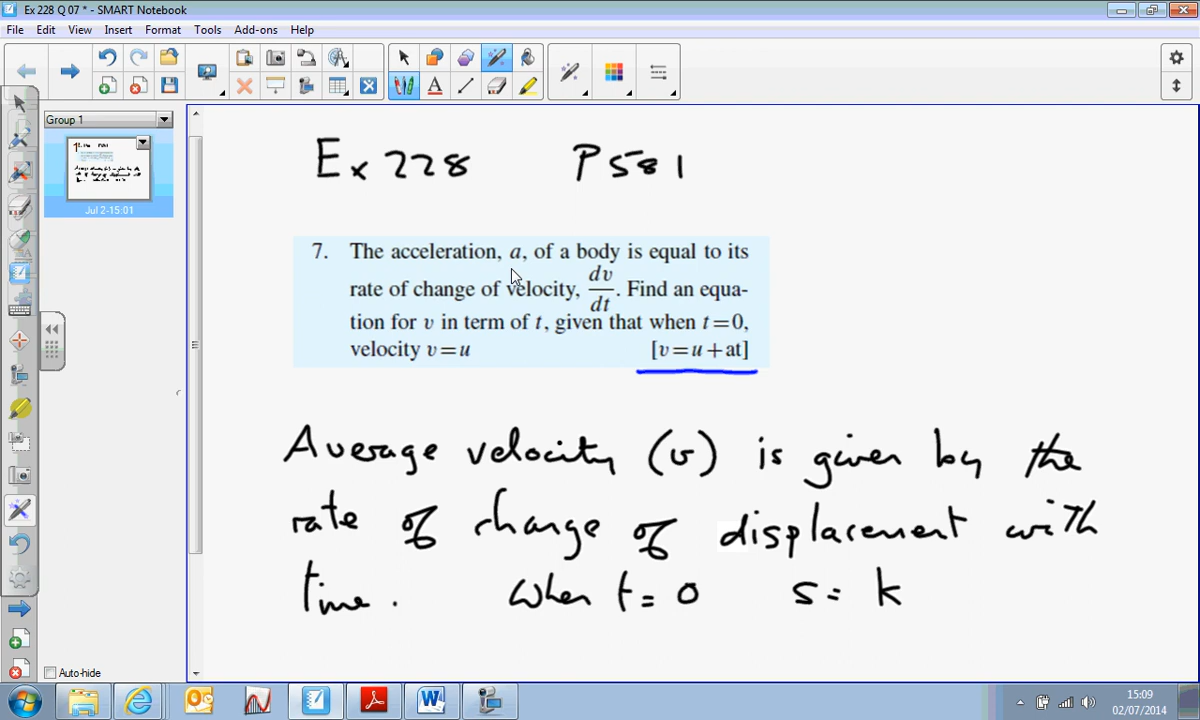 Ex 228 Q 07 * - SMART Notebook
File Edit View Insert Format Tools Add-ons Help
Group 1
Jul 2-15:01
Ex 228 P 581
7. The acceleration, a, of a body is equal to its
rate of change of velocity, dv/dt. Find an equa-
tion for v in term of t, given that when t=0,
velocity v=u [v=u+at]
Average velocity (v) is given by the
rate of change of displacement with
time. When t= 0 s= k
Auto-hide
15:09
02/07/2014